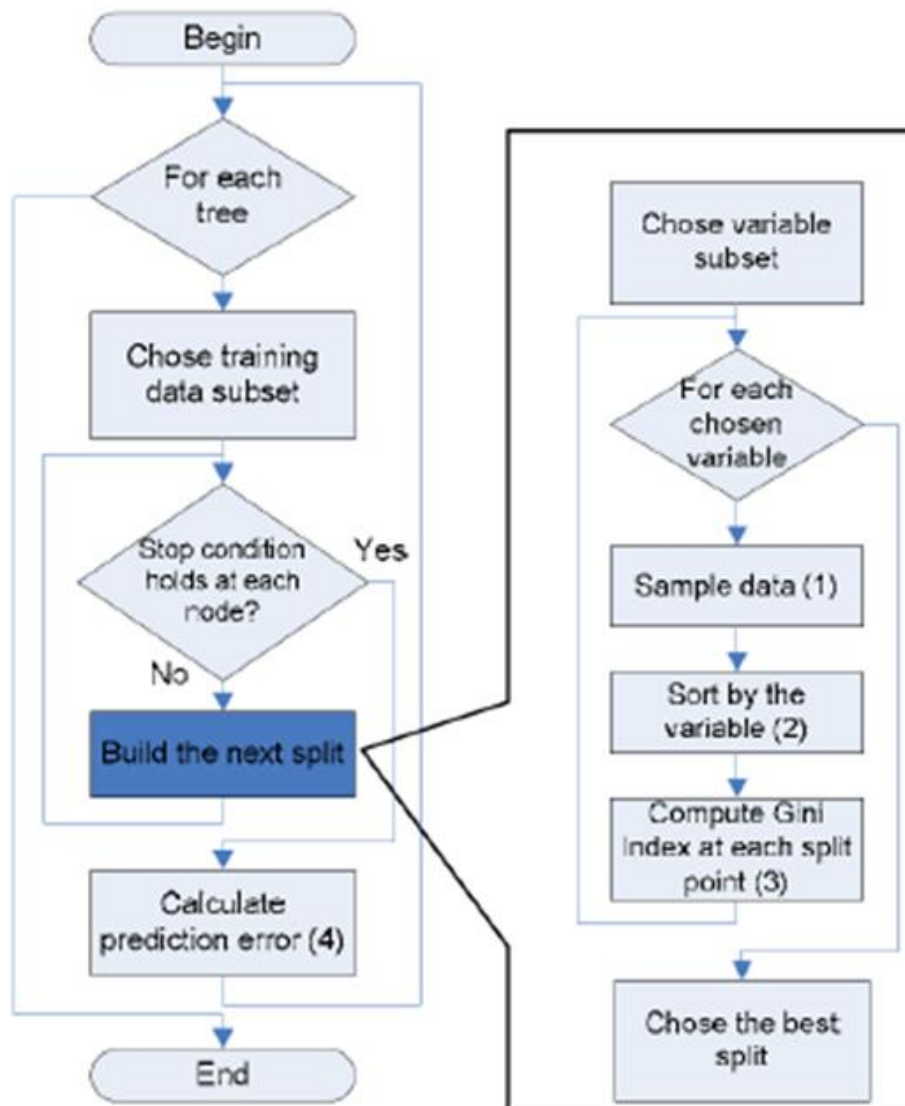 Begin
For each
tree
Chose training
data subset
Stop condition
holds at each
node?
Yes
No
Build the next split
Calculate
prediction error (4)
End
Chose variable
subset
For each
chosen
variable
Sample data (1)
Sort by the
variable (2)
Compute Gini
Index at each split
point (3)
Chose the best
split